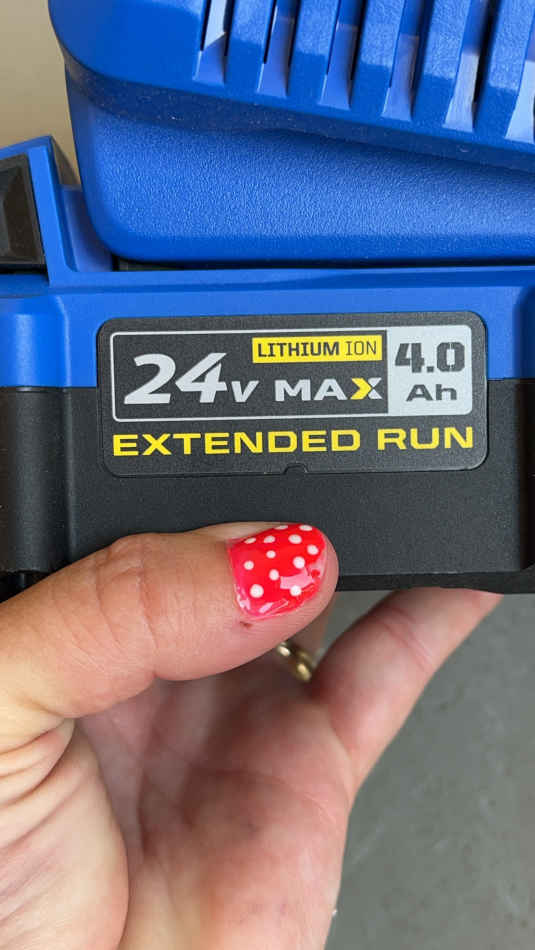 LITHIUM ION
24V MAX
4.0
Ah
EXTENDED RUN